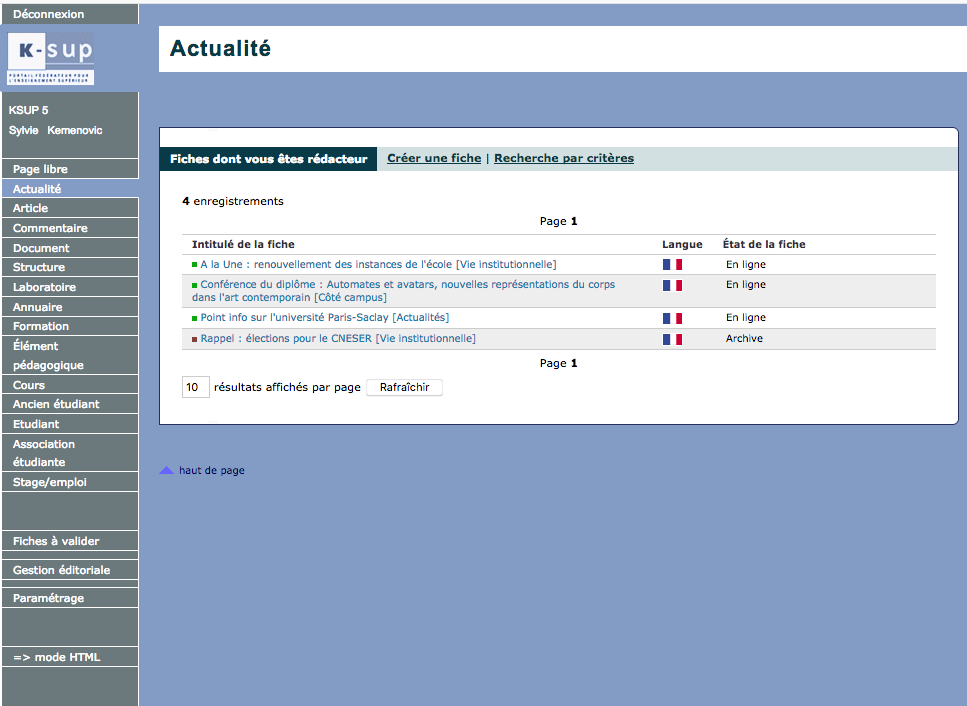 Déconnexion
K-sup
PORTAIL FÉDÉRATEUR POUR
L'ENSEIGNEMENT SUPÉRIEUR
KSUP 5
Sylvie Kemenovic
Page libre
Actualité
Article
Commentaire
Document
Structure
Laboratoire
Annuaire
Formation
Élément
pédagogique
Cours
Ancien étudiant
Etudiant
Association
étudiante
Stage/emploi
Fiches à valider
Gestion éditoriale
Paramétrage
=> mode HTML
Actualité
Fiches dont vous êtes rédacteur Créer une fiche | Recherche par critères
4 enregistrements
Page 1
Intitulé de la fiche Langue État de la fiche
A la Une : renouvellement des instances de l'école [Vie institutionnelle] En ligne
Conférence du diplôme : Automates et avatars, nouvelles représentations du corps En ligne
dans l'art contemporain [Côté campus]
Point info sur l'université Paris-Saclay [Actualités] En ligne
Rappel : élections pour le CNESER [Vie institutionnelle] Archive
Page 1
10 résultats affichés par page Rafraîchir
haut de page